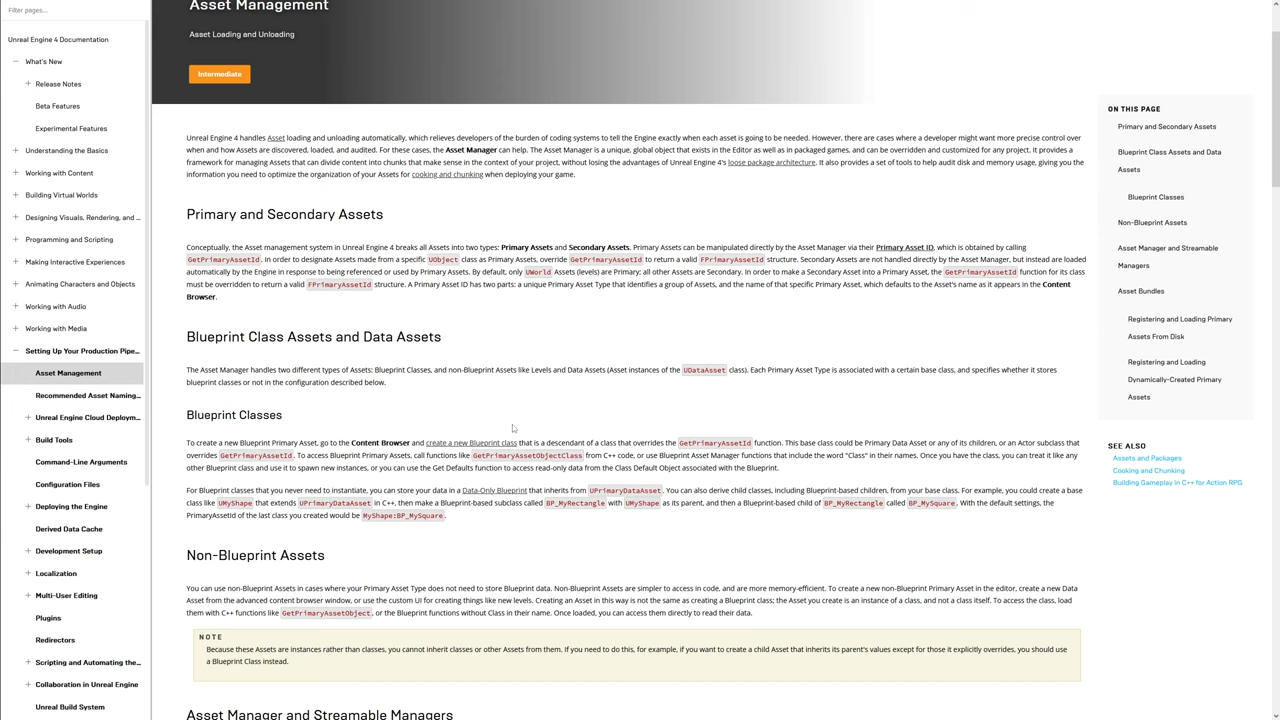 Filter pages...
Unreal Engine 4 Documentation
What's New
Release Notes
Beta Features
Experimental Features
Understanding the Basics
Working with Content
Building Virtual Worlds
Designing Visuals, Rendering, and ...
Programming and Scripting
Making Interactive Experiences
Animating Characters and Objects
Working with Audio
Working with Media
Setting Up Your Production Pipe...
Asset Management
Recommended Asset Naming...
Unreal Engine Cloud Deploym...
Build Tools
Command-Line Arguments
Configuration Files
Deploying the Engine
Derived Data Cache
Development Setup
Localization
Multi-User Editing
Plugins
Redirectors
Scripting and Automating the...
Collaboration in Unreal Engine
Unreal Build System
Asset Management
Asset Loading and Unloading
Intermediate
Unreal Engine 4 handles Asset loading and unloading automatically, which relieves developers of the burden of coding systems to tell the Engine exactly when each asset is going to be needed. However, there are cases where a developer might want more precise control over
when and how Assets are discovered, loaded, and audited. For these cases, the Asset Manager can help. The Asset Manager is a unique, global object that exists in the Editor as well as in packaged games, and can be overridden and customized for any project. It provides a
framework for managing Assets that can divide content into chunks that make sense in the context of your project, without losing the advantages of Unreal Engine 4's loose package architecture. It also provides a set of tools to help audit disk and memory usage, giving you the
information you need to optimize the organization of your Assets for cooking and chunking when deploying your game.
Primary and Secondary Assets
Conceptually, the Asset management system in Unreal Engine 4 breaks all Assets into two types: Primary Assets and Secondary Assets. Primary Assets can be manipulated directly by the Asset Manager via their Primary Asset ID, which is obtained by calling
GetPrimaryAssetId. In order to designate Assets made from a specific UObject class as Primary Assets, override GetPrimaryAssetId to return a valid FPrimaryAssetId structure. Secondary Assets are not handled directly by the Asset Manager, but instead are loaded
automatically by the Engine in response to being referenced or used by Primary Assets. By default, only UWorld Assets (levels) are Primary; all other Assets are Secondary. In order to make a Secondary Asset into a Primary Asset, the GetPrimaryAssetId function for its class
must be overridden to return a valid FPrimaryAssetId structure. A Primary Asset ID has two parts: a unique Primary Asset Type that identifies a group of Assets, and the name of that specific Primary Asset, which defaults to the Asset's name as it appears in the Content
Browser.
Blueprint Class Assets and Data Assets
The Asset Manager handles two different types of Assets: Blueprint Classes, and non-Blueprint Assets like Levels and Data Assets (Asset instances of the UDataAsset class). Each Primary Asset Type is associated with a certain base class, and specifies whether it stores
blueprint classes or not in the configuration described below.
Blueprint Classes
To create a new Blueprint Primary Asset, go to the Content Browser and create a new Blueprint class that is a descendant of a class that overrides the GetPrimaryAssetId function. This base class could be Primary Data Asset or any of its children, or an Actor subclass that
overrides GetPrimaryAssetId. To access Blueprint Primary Assets, call functions like GetPrimaryAssetObjectClass from C++ code, or use Blueprint Asset Manager functions that include the word "Class" in their names. Once you have the class, you can treat it like any
other Blueprint class and use it to spawn new instances, or you can use the Get Defaults function to access read-only data from the Class Default Object associated with the Blueprint.
For Blueprint classes that you never need to instantiate, you can store your data in a Data-Only Blueprint that inherits from UPrimaryDataAsset. You can also derive child classes, including Blueprint-based children, from your base class. For example, you could create a base
class like UMyShape that extends UPrimaryDataAsset in C++, then make a blueprint-based subclass called BP_MyRectangle with UMyShape as its parent, and then a Blueprint-based child of BP_MyRectangle called BP_MySquare. With the default settings, the
PrimaryAssetId of the last class you created would be MyShape:BP_MySquare.
Non-Blueprint Assets
You can use non-Blueprint Assets in cases where your Primary Asset Type does not need to store Blueprint data. Non-Blueprint Assets are simpler to access in code, and are more memory-efficient. To create a new non-Blueprint Primary Asset in the editor, create a new Data
Asset from the advanced content browser window, or use the custom UI for creating things like new levels. Creating an Asset in this way is not the same as creating a Blueprint class; the Asset you create is an instance of a class, and not a class itself. To access the class, load
them with C++ functions like GetPrimaryAssetObject, or the Blueprint functions without Class in their name. Once loaded, you can access them directly to read their data.
NOTE
Because these Assets are instances rather than classes, you cannot inherit classes or other Assets from them. If you need to do this, for example, if you want to create a child Asset that inherits its parent's values except for those it explicitly overrides, you should use
a Blueprint Class instead.
Asset Manager and Streamable Managers
ON THIS PAGE
Primary and Secondary Assets
Blueprint Class Assets and Data
Assets
Blueprint Classes
Non-Blueprint Assets
Asset Manager and Streamable
Managers
Asset Bundles
Registering and Loading Primary
Assets From Disk
Registering and Loading
Dynamically-Created Primary
Assets
SEE ALSO
Assets and Packages
Cooking and Chunking
Building Gameplay in C++ for Action RPG